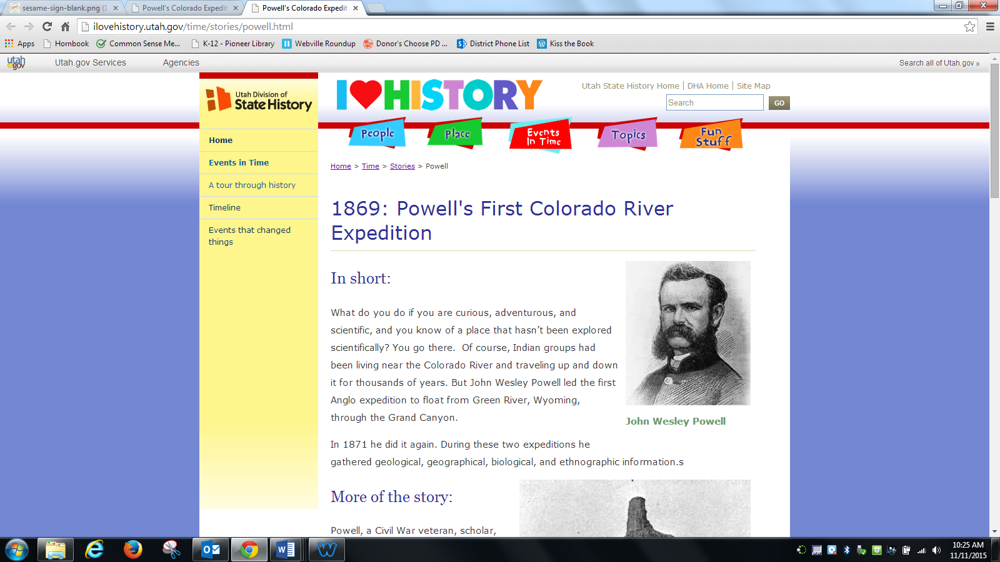 sesame-sign-blank.png (1
Powell's Colorado Expedit
Powell's Colorado Expedit
ilovehistory.utah.gov/time/stories/powell.html
Apps
Hornbook
Common Sense Me...
K-12 - Pioneer Library
Webville Roundup
Donor's Choose PD ...
District Phone List
Kiss the Book
utah gov
Utah.gov Services
Agencies
Search all of Utah.gov »
Utah Division of
State History
I HISTORY
Utah State History Home | DHA Home | Site Map
Search
GO
People
Place
Events
In Time
Topics
Fun
Stuff
Home
Events in Time
A tour through history
Timeline
Events that changed
things
Home > Time > Stories > Powell
1869: Powell's First Colorado River
Expedition
In short:
What do you do if you are curious, adventurous, and
scientific, and you know of a place that hasn’t been explored
scientifically? You go there.  Of course, Indian groups had
been living near the Colorado River and traveling up and down
it for thousands of years. But John Wesley Powell led the first
Anglo expedition to float from Green River, Wyoming,
through the Grand Canyon.
John Wesley Powell
In 1871 he did it again. During these two expeditions he
gathered geological, geographical, biological, and ethnographic information.s
More of the story:
Powell, a Civil War veteran, scholar,
10:25 AM
11/11/2015